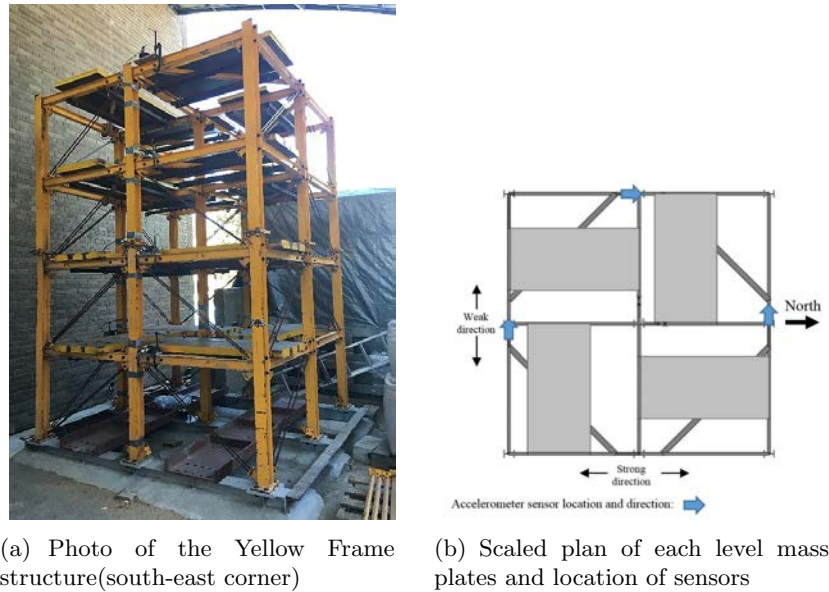 North
Weak
direction
Strong
direction
Accelerometer sensor location and direction:
(a) Photo of the Yellow Frame
structure(south-east corner)
(b) Scaled plan of each level mass
plates and location of sensors